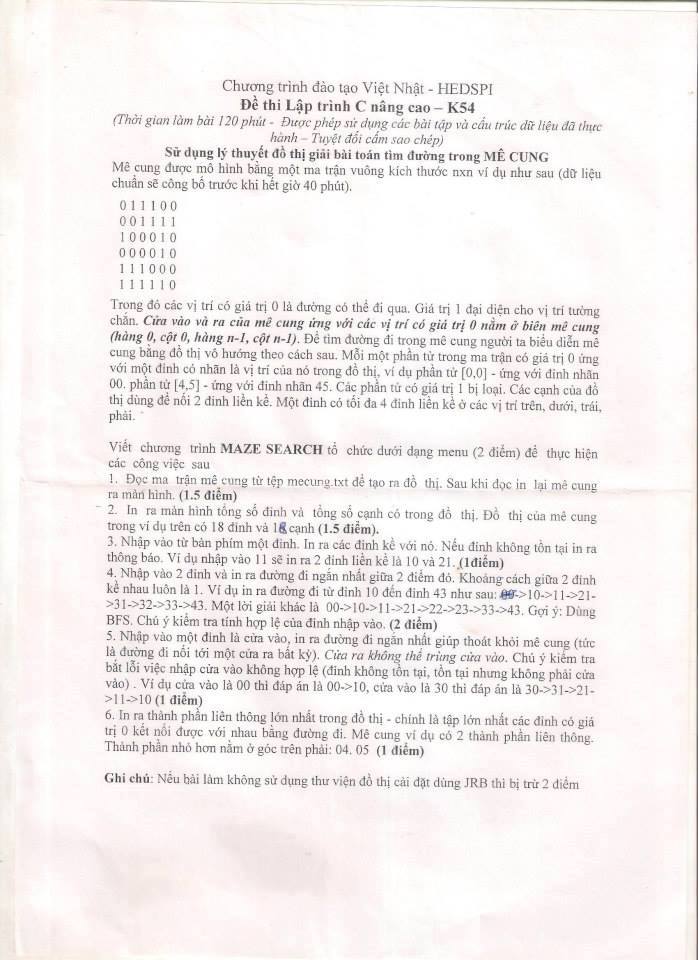 Chương trình đào tạo Việt Nhật - HEDSPI
Đề thi Lập trình C nâng cao – K54
(Thời gian làm bài 120 phút - Được phép sử dụng các bài tập và cấu trúc dữ liệu đã thực
hành – Tuyệt đối cấm sao chép)
Sử dụng lý thuyết đồ thị giải bài toán tìm đường trong MÊ CUNG
Mê cung được mô hình bằng một ma trận vuông kích thước nxn ví dụ như sau (dữ liệu
chuẩn sẽ công bố trước khi hết giờ 40 phút).
0 1 1 1 0 0
0 0 1 1 1 1
1 0 0 0 1 0
0 0 0 0 1 0
1 1 1 0 0 0
1 1 1 1 1 0
Trong đó các vị trí có giá trị 0 là đường có thể đi qua. Giá trị 1 đại diện cho vị trí tường
chắn. Cửa vào và ra của mê cung ứng với các vị trí có giá trị 0 nằm ở biên mê cung
(hàng 0, cột 0, hàng n-1, cột n-1). Để tìm đường đi trong mê cung người ta biểu diễn mê
cung bằng đồ thị vô hướng theo cách sau. Mỗi một phần tử trong ma trận có giá trị 0 ứng
với một đỉnh có nhãn là vị trí của nó trong đồ thị, ví dụ phần tử [0,0] - ứng với đỉnh nhãn
00. phần tử [4,5] - ứng với đỉnh nhãn 45. Các phần tử có giá trị 1 bị loại. Các cạnh của đồ
thị dùng để nối 2 đỉnh liền kề. Một đỉnh có tối đa 4 đỉnh liền kề ở các vị trí trên, dưới, trái,
phải.
Viết chương trình MAZE SEARCH tổ chức dưới dạng menu (2 điểm) để thực hiện
các công việc sau
1. Đọc ma trận mê cung từ tệp mecung.txt để tạo ra đồ thị. Sau khi đọc in lại mê cung
ra màn hình. (1.5 điểm)
2. In ra màn hình tổng số đỉnh và tổng số cạnh có trong đồ thị. Đồ thị của mê cung
trong ví dụ trên có 18 đỉnh và 18 cạnh (1.5 điểm).
3. Nhập vào từ bàn phím một đỉnh. In ra các đỉnh kề với nó. Nếu đỉnh không tồn tại in ra
thông báo. Ví dụ nhập vào 11 sẽ in ra 2 đỉnh liền kề là 10 và 21. (1điểm)
4. Nhập vào 2 đỉnh và in ra đường đi ngắn nhất giữa 2 điểm đó. Khoảng cách giữa 2 đỉnh
kề nhau luôn là 1. Ví dụ in ra đường đi từ đỉnh 10 đến đỉnh 43 như sau: 00->10->11->21-
>31->32->33->43. Một lời giải khác là 00->10->11->21->22->23->33->43. Gợi ý: Dùng
BFS. Chú ý kiểm tra tính hợp lệ của đỉnh nhập vào. (2 điểm)
5. Nhập vào một đỉnh là cửa vào, in ra đường đi ngắn nhất giúp thoát khỏi mê cung (tức
là đường đi nối tới một cửa ra bất kỳ). Cửa ra không thể trùng cửa vào. Chú ý kiểm tra
bắt lỗi việc nhập cửa vào không hợp lệ (đỉnh không tồn tại, tồn tại nhưng không phải cửa
vào) . Ví dụ cửa vào là 00 thì đáp án là 00->10, cửa vào là 30 thì đáp án là 30->31->21-
>11->10 (1 điểm)
6. In ra thành phần liên thông lớn nhất trong đồ thị - chính là tập lớn nhất các đỉnh có giá
trị 0 kết nối được với nhau bằng đường đi. Mê cung ví dụ có 2 thành phần liên thông.
Thành phần nhỏ hơn nằm ở góc trên phải: 04. 05 (1 điểm)
Ghi chú: Nếu bài làm không sử dụng thư viện đồ thị cài đặt dùng JRB thì bị trừ 2 điểm